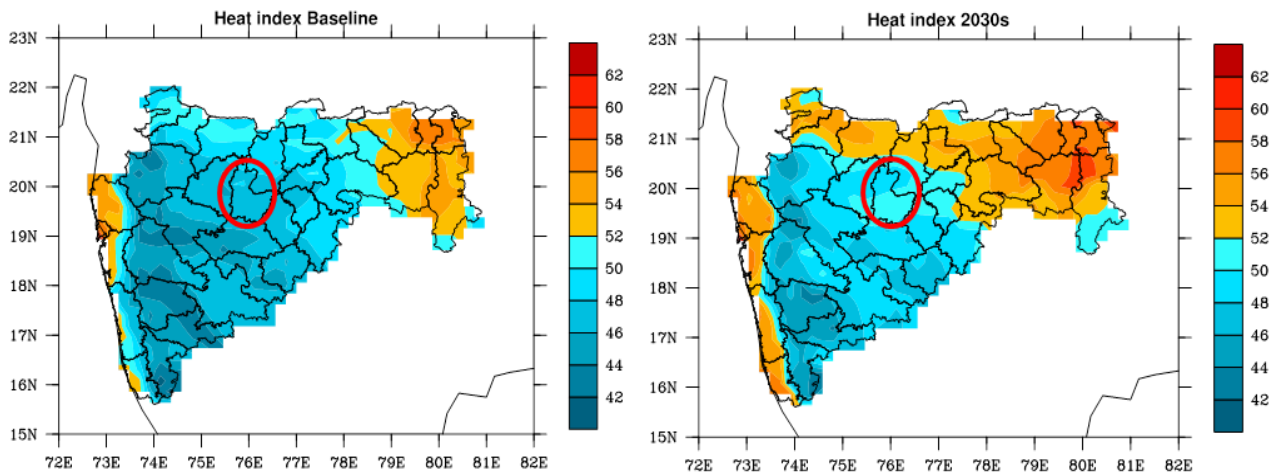 Heat index Baseline
23N
22N
21N
20N
19N
18N
17N
16N
15N
72E 73E 74E 75E 76E 77E 78E 79E 80E 81E 82E
62
60
58
56
54
52
50
48
46
44
42
Heat index 2030s
23N
22N
21N
20N
19N
18N
17N
16N
15N
72E 73E 74E 75E 76E 77E 78E 79E 80E 81E 82E
62
60
58
56
54
52
50
48
46
44
42